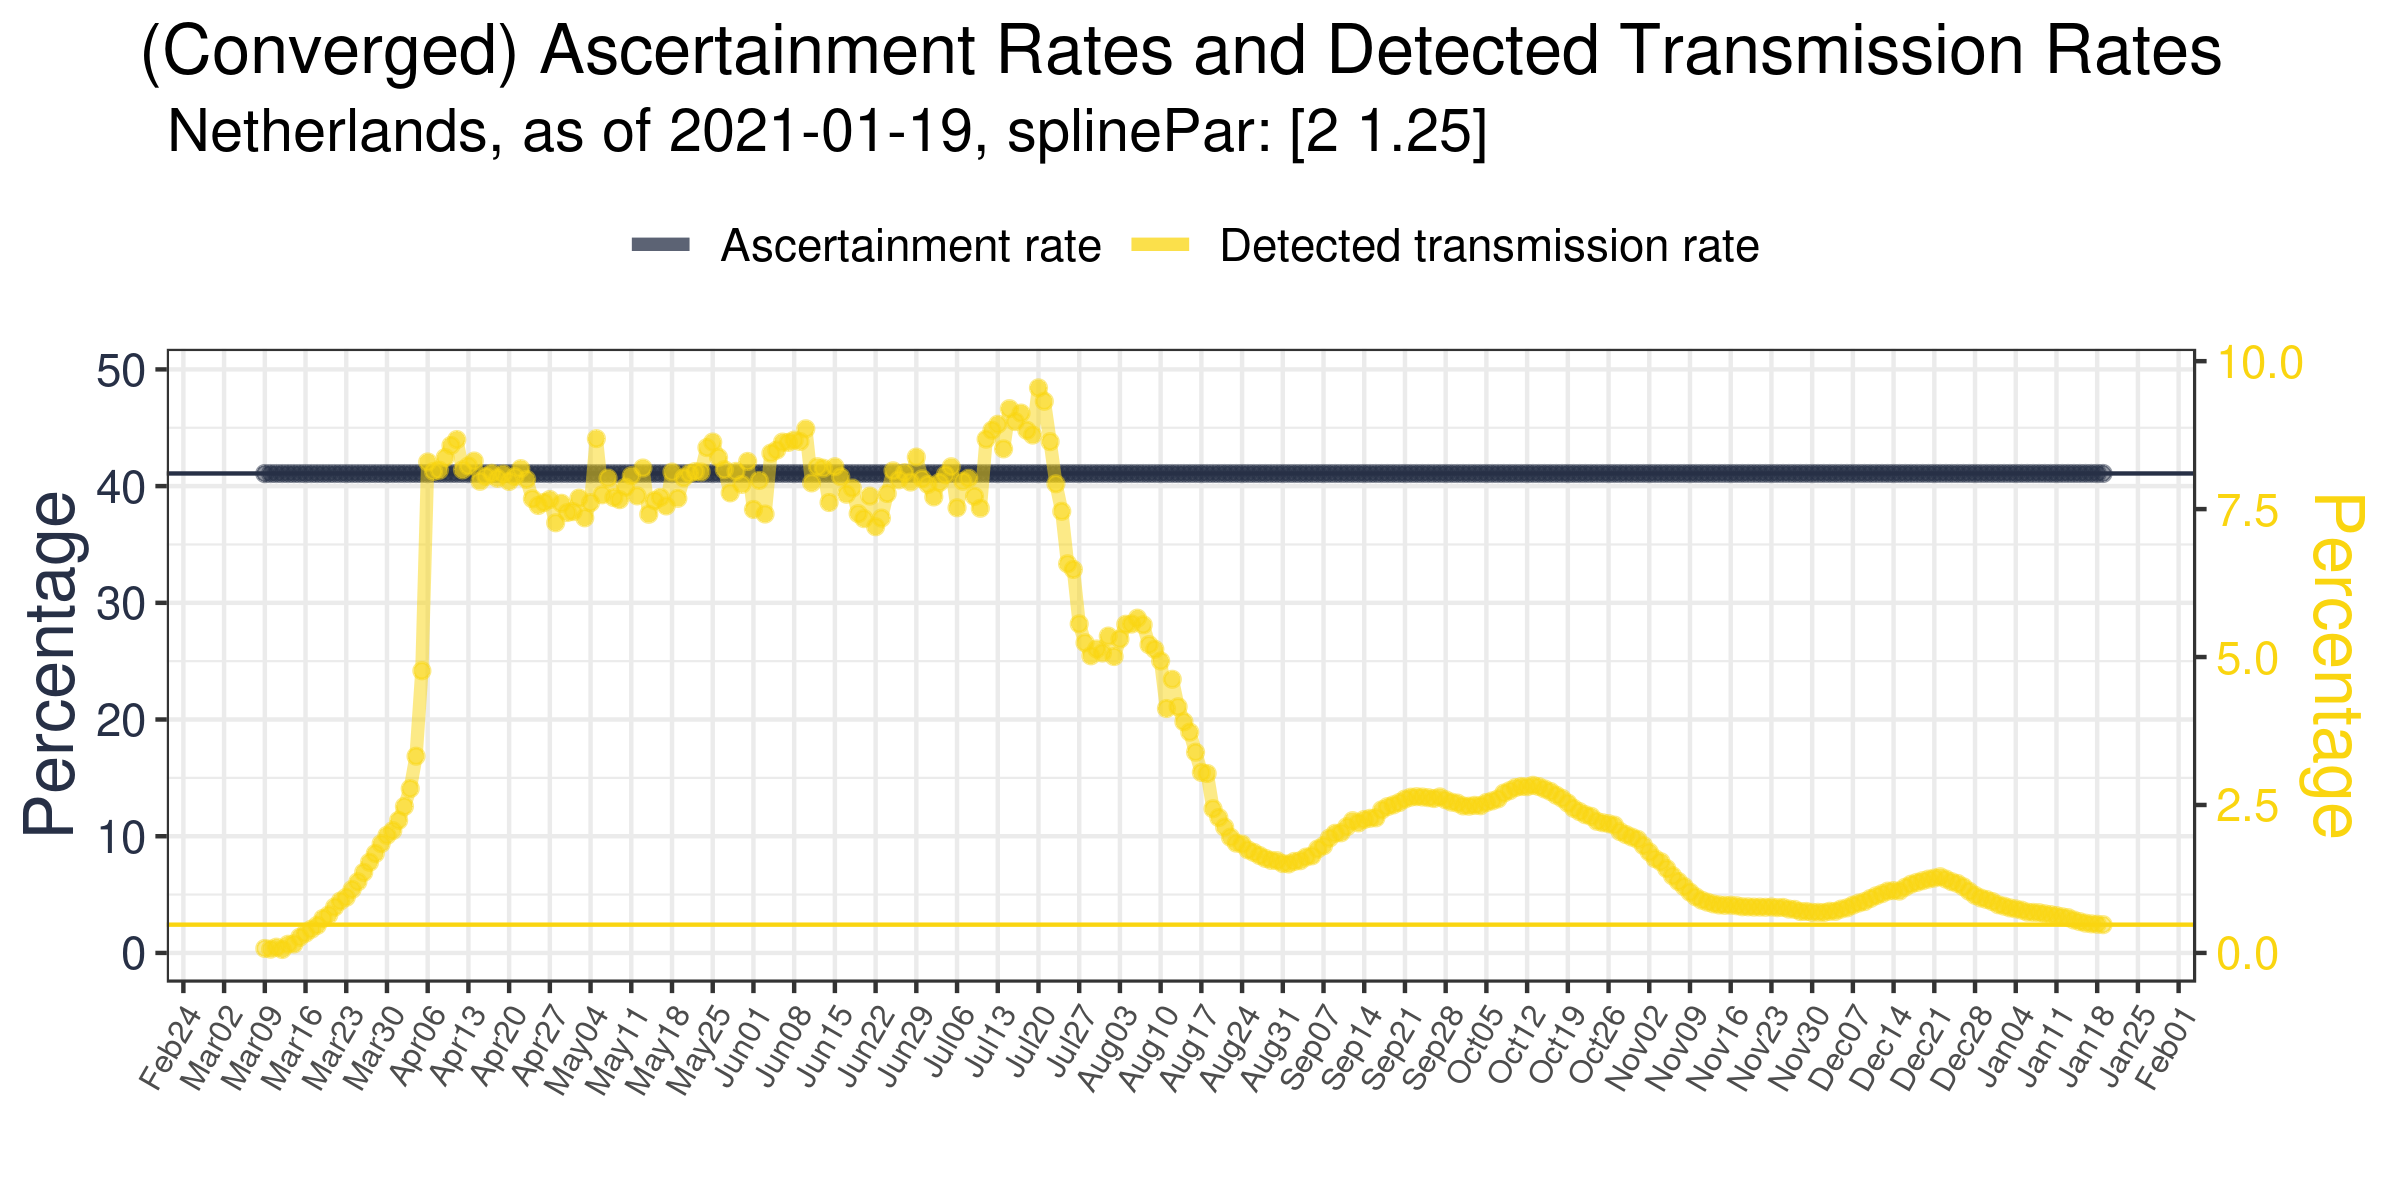 (Converged) Ascertainment Rates and Detected Transmission Rates
Netherlands, as of 2021-01-19, splinePar: [2 1.25]
Ascertainment rate
Detected transmission rate
Percentage
50
40
30
20
10
0
10.0
7.5
5.0
2.5
0.0
Percentage
Feb24
Mar02
Mar09
Mar16
Mar23
Mar30
Apr06
Apr13
Apr20
Apr27
May04
May11
May18
May25
Jun01
Jun08
Jun15
Jun22
Jun29
Jul06
Jul13
Jul20
Jul27
Aug03
Aug10
Aug17
Aug24
Aug31
Sep07
Sep14
Sep21
Sep28
Oct05
Oct12
Oct19
Oct26
Nov02
Nov09
Nov16
Nov23
Nov30
Dec07
Dec14
Dec21
Dec28
Jan04
Jan11
Jan18
Jan25
Feb01